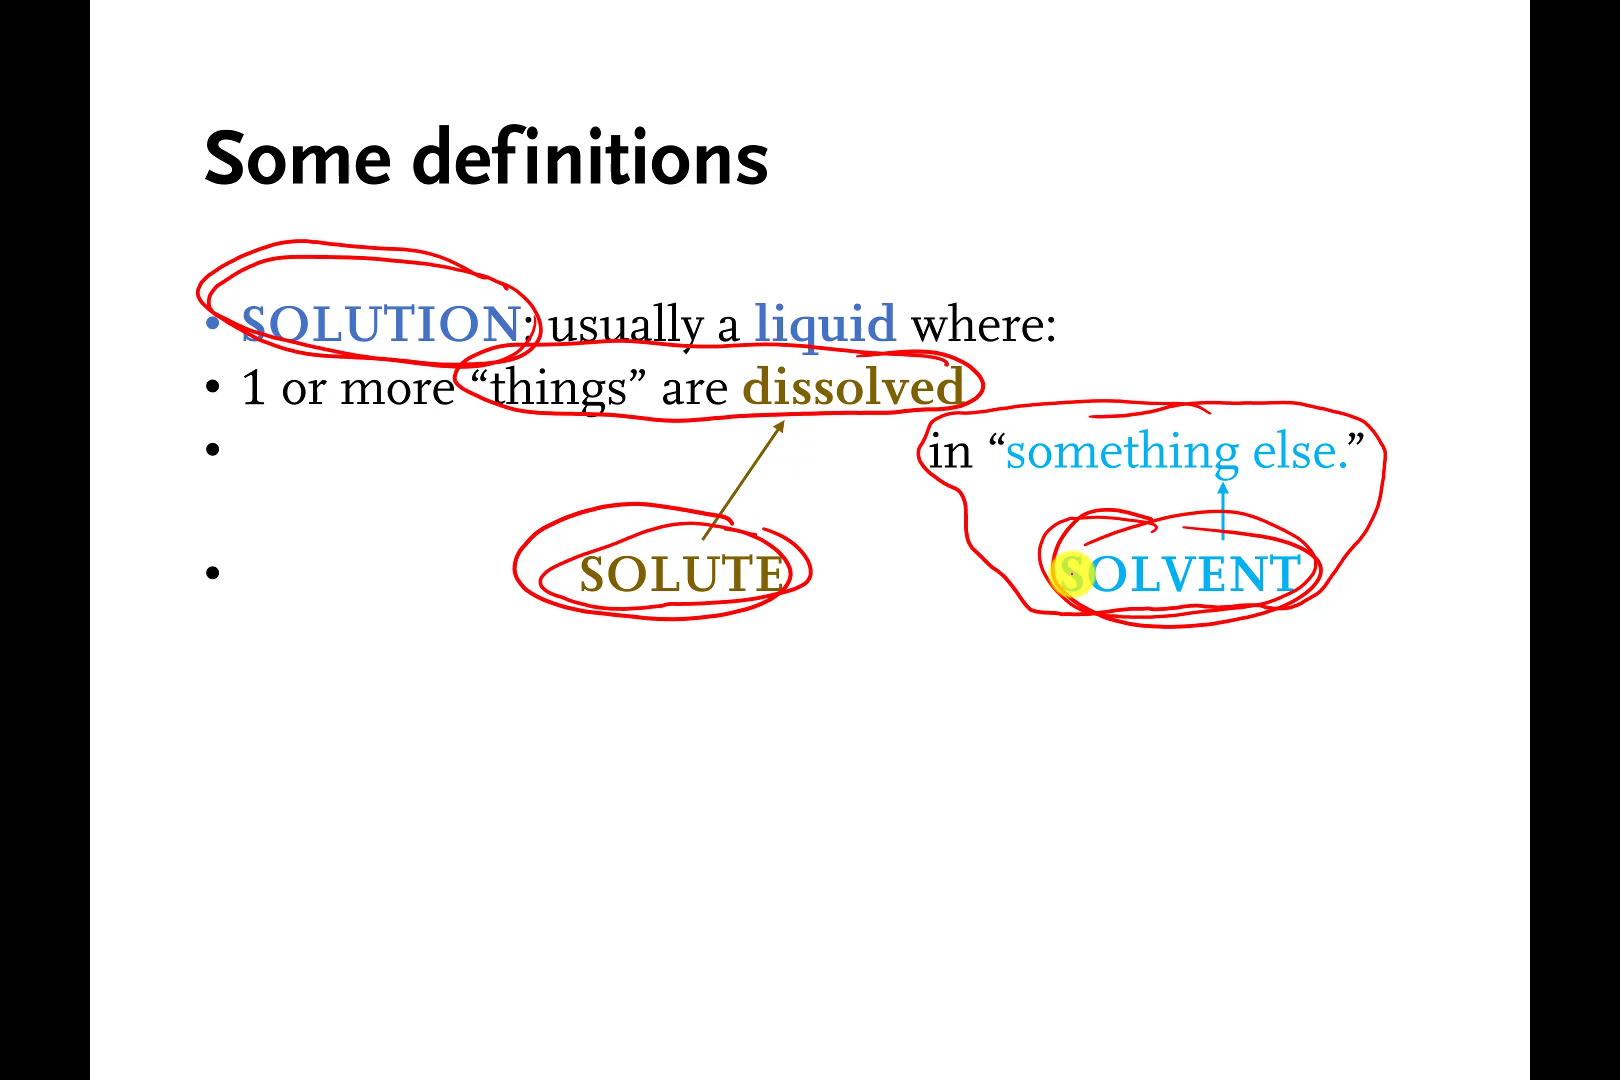 Some definitions
• SOLUTION: usually a liquid where:
• 1 or more “things” are dissolved
• in “something else.”
• SOLUTE SOLVENT